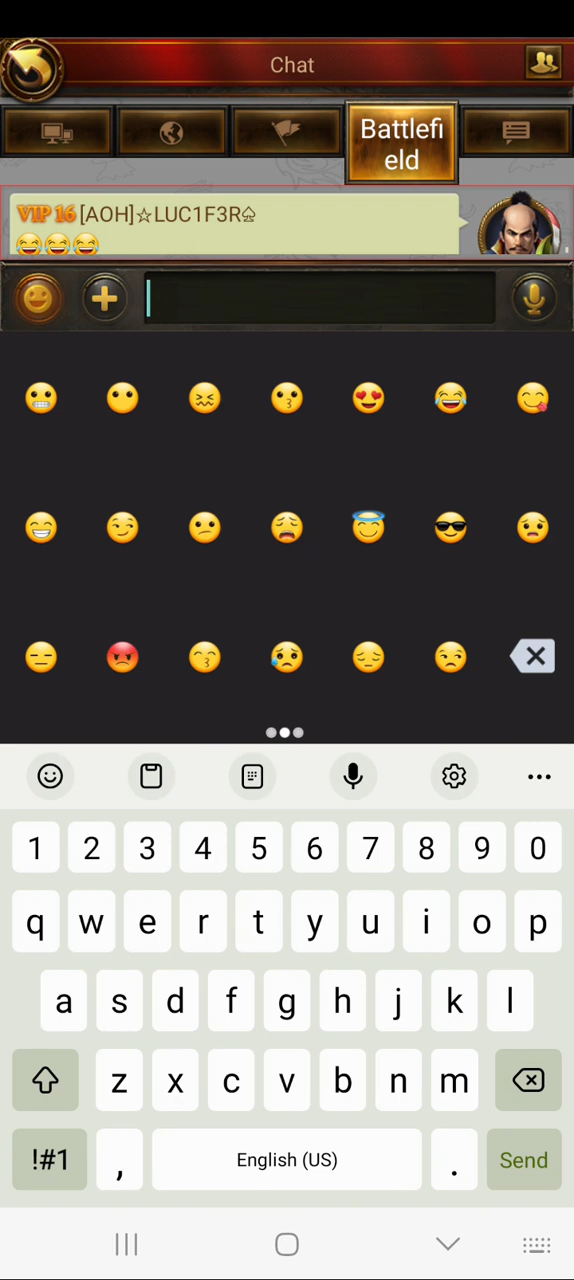 Chat
Battlefi
eld
VIP 16 [AOH]☆LUC1F3R♤
😂😂😂
1 2 3 4 5 6 7 8 9 0
q w e r t y u i o p
a s d f g h j k l
z x c v b n m
!#1 , English (US) . Send